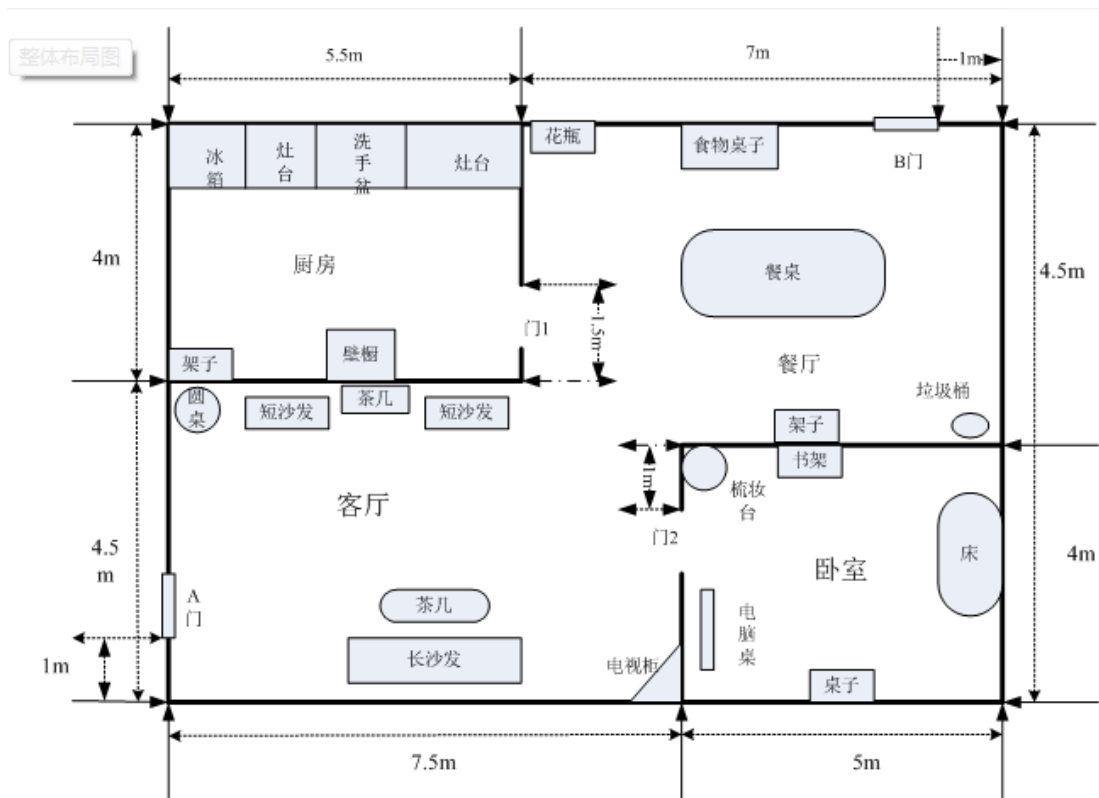 整体布局图
5.5m
7m
1m
冰
箱
灶
台
洗
手
盆
灶台
花瓶
食物桌子
B门
4m
厨房
餐桌
4.5m
门1
1.5m
架子
壁橱
餐厅
圆
桌
短沙发
茶几
短沙发
垃圾桶
架子
书架
1m
梳妆
台
客厅
门2
4.5
m
卧室
床
4m
A
门
茶几
电
脑
桌
1m
长沙发
电视柜
桌子
7.5m
5m